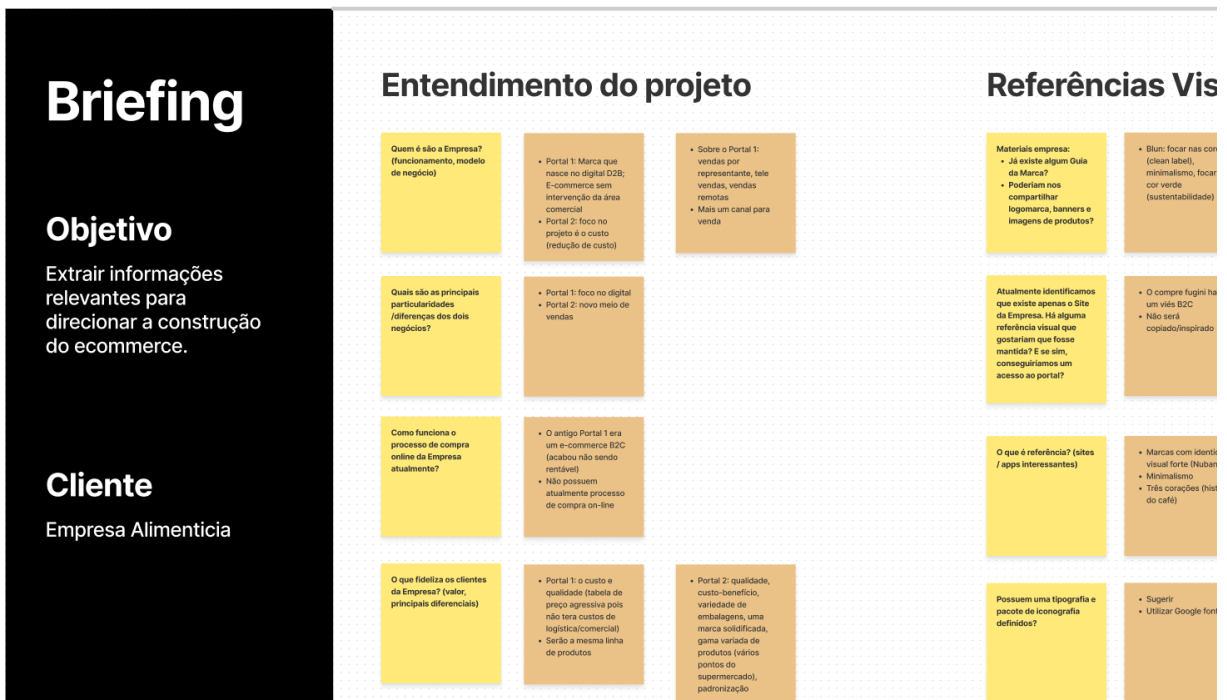 Briefing
Objetivo
Extrair informações
relevantes para
direcionar a construção
do ecommerce.
Cliente
Empresa Alimenticia
Entendimento do projeto
Quem é são a Empresa?
(funcionamento, modelo
de negócio)
• Portal 1: Marca que
nasce no digital D2B;
E-commerce sem
intervenção da área
comercial
• Portal 2: foco no
projeto é o custo
(redução de custo)
• Sobre o Portal 1:
vendas por
representante, tele
vendas, vendas
remotas
• Mais um canal para
venda
Quais são as principais
particularidades
/diferenças dos dois
negócios?
• Portal 1: foco no digital
• Portal 2: novo meio de
vendas
Como funciona o
processo de compra
online da Empresa
atualmente?
• O antigo Portal 1 era
um e-commerce B2C
(acabou não sendo
rentável)
• Não possuem
atualmente processo
de compra on-line
O que fideliza os clientes
da Empresa? (valor,
principais diferenciais)
• Portal 1: o custo e
qualidade (tabela de
preço agressiva pois
não tera custos de
logística/comercial)
• Serão a mesma linha
de produtos
• Portal 2: qualidade,
custo-benefício,
variedade de
embalagens, uma
marca solidificada,
gama variada de
produtos (vários
pontos do
supermercado),
padronização
Referências Vis
Materiais empresa:
• Já existe algum Guia
da Marca?
• Poderiam nos
compartilhar
logomarca, banners e
imagens de produtos?
• Blun: focar nas core
(clean label),
minimalismo, focar
cor verde
(sustentabilidade)
Atualmente identificamos
que existe apenas o Site
da Empresa. Há alguma
referência visual que
gostariam que fosse
mantida? E se sim,
conseguiríamos um
acesso ao portal?
• O compre fugini ha
um viés B2C
• Não será
copiado/inspirado
O que é referência? (sites
/ apps interessantes)
• Marcas com identid
visual forte (Nuban
• Minimalismo
• Três corações (hist
do café)
Possuem uma tipografia e
pacote de iconografia
definidos?
• Sugerir
• Utilizar Google font